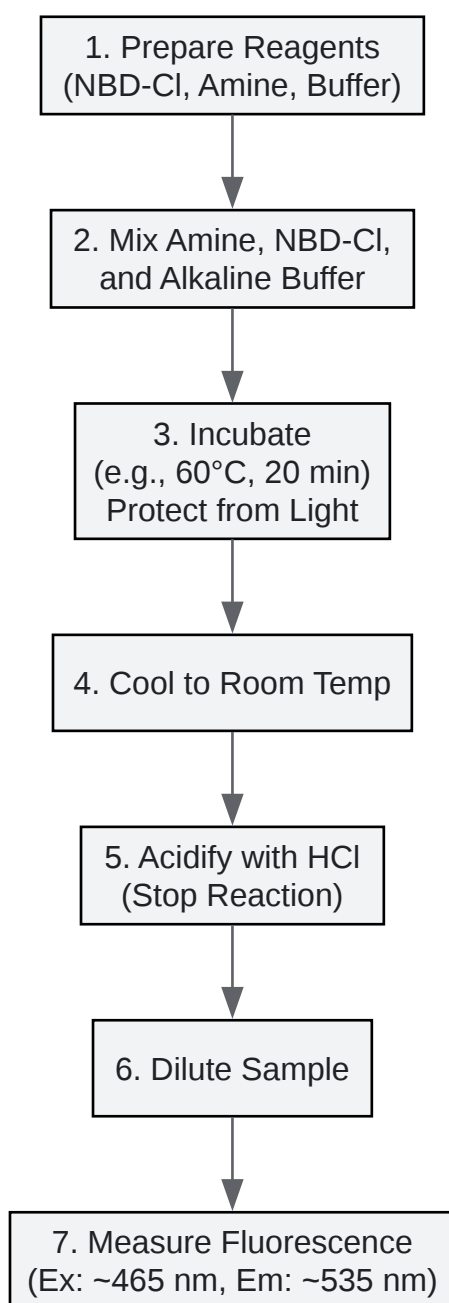 1. Prepare Reagents
(NBD-Cl, Amine, Buffer)
2. Mix Amine, NBD-Cl,
and Alkaline Buffer
3. Incubate
(e.g., 60°C, 20 min)
Protect from Light
4. Cool to Room Temp
5. Acidify with HCl
(Stop Reaction)
6. Dilute Sample
7. Measure Fluorescence
(Ex: ~465 nm, Em: ~535 nm)